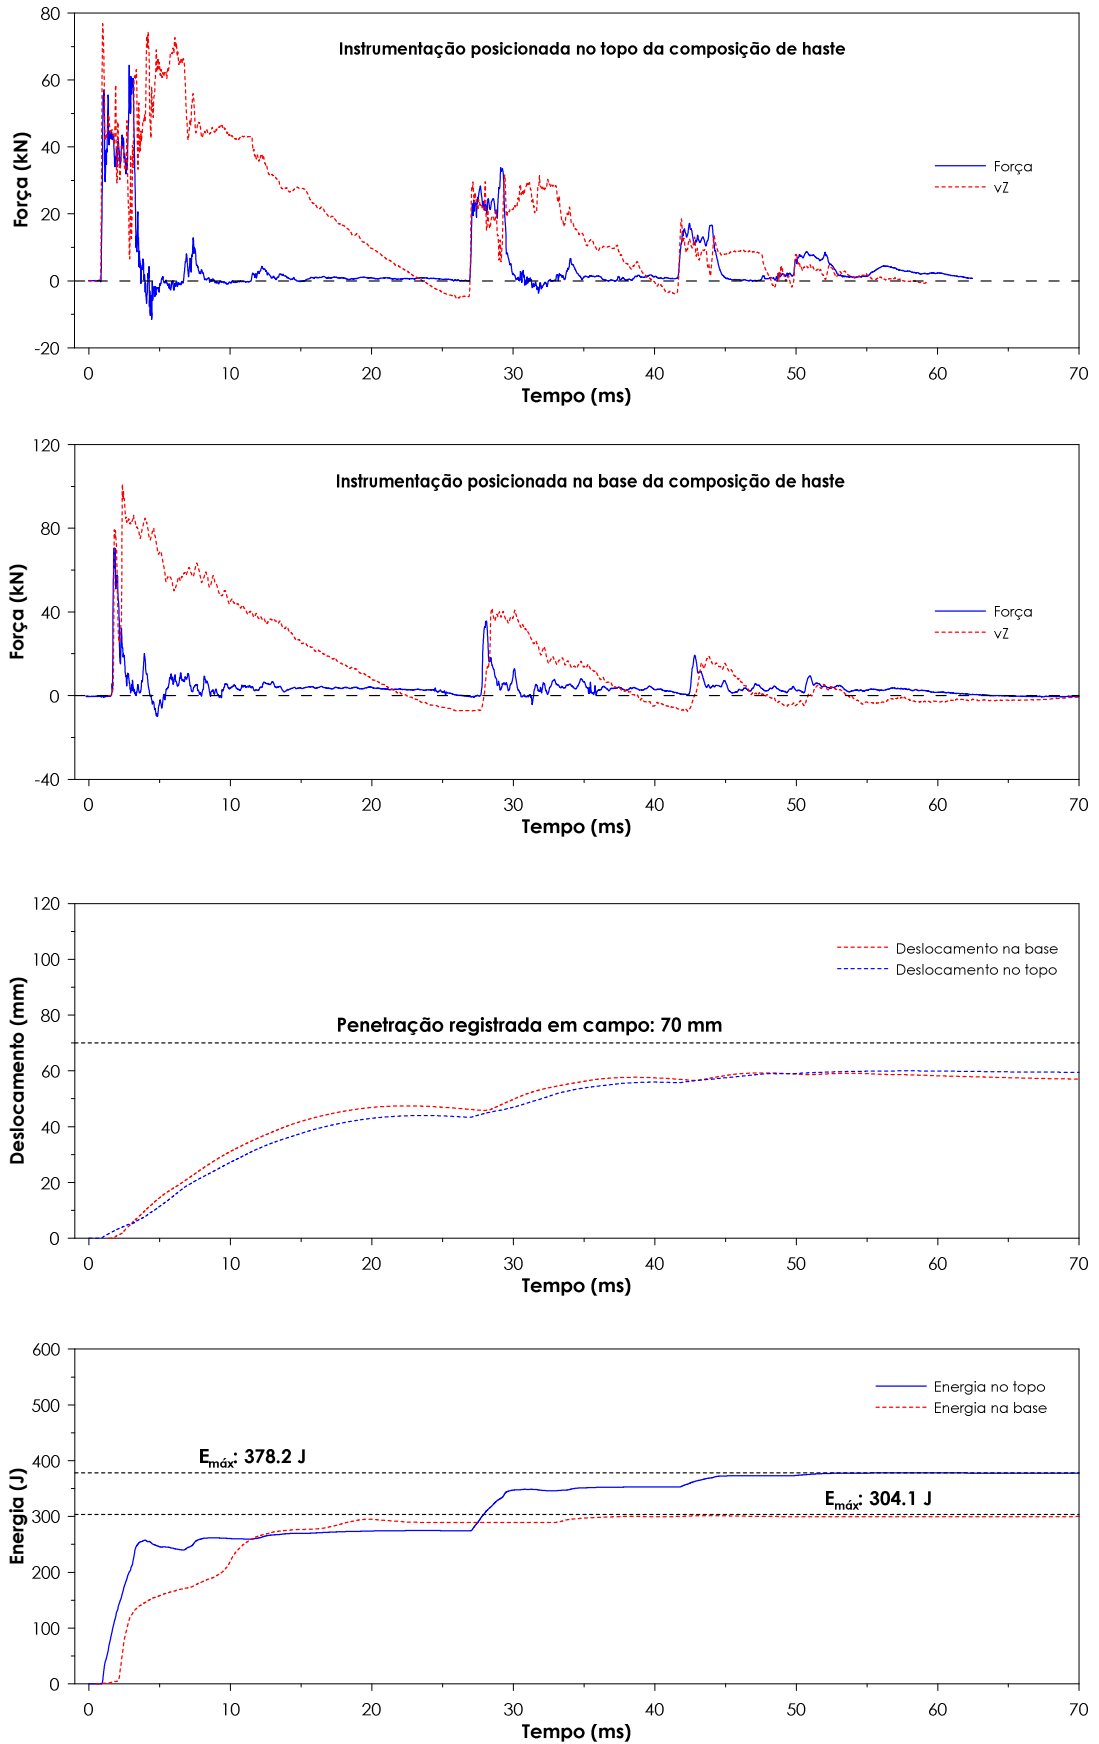 Instrumentação posicionada no topo da composição de haste
Força (kN)
80
60
40
20
0
-20
Força
vZ
0 10 20 30 40 50 60 70
Tempo (ms)
Instrumentação posicionada na base da composição de haste
Força (kN)
120
80
40
0
-40
Força
vZ
0 10 20 30 40 50 60 70
Tempo (ms)
Deslocamento (mm)
120
100
80
60
40
20
0
Deslocamento na base
Deslocamento no topo
Penetração registrada em campo: 70 mm
0 10 20 30 40 50 60 70
Tempo (ms)
Energia (J)
600
500
400
300
200
100
0
Energia no topo
Energia na base
Emáx: 378.2 J
Emáx: 304.1 J
0 10 20 30 40 50 60 70
Tempo (ms)